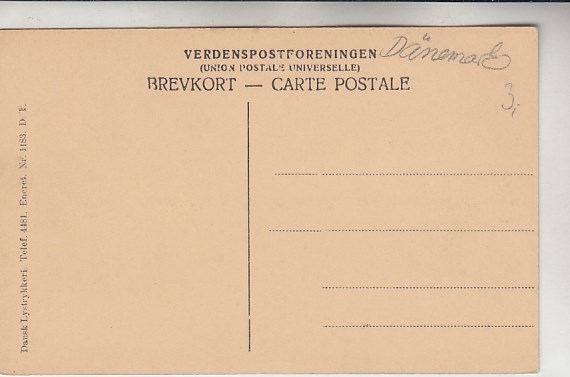 VERDENSPOSTFORENINGEN Dänemark
(UNION POSTALE UNIVERSELLE)
BREVKORT — CARTE POSTALE
3,
Dansk Lystrykkeri. Telef. 4481. Eneret. Nr. 1183. D. T.